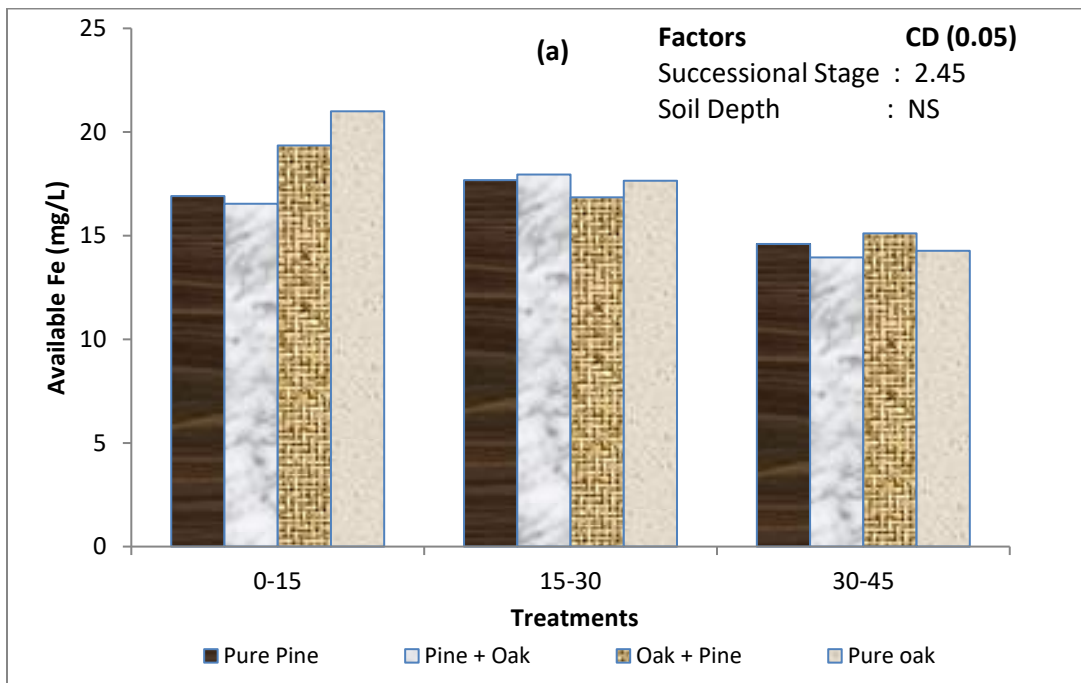 (a)
Factors CD (0.05)
Successional Stage : 2.45
Soil Depth : NS
Available Fe (mg/L)
25
20
15
10
5
0
0-15 15-30 30-45
Treatments
Pure Pine Pine + Oak Oak + Pine Pure oak